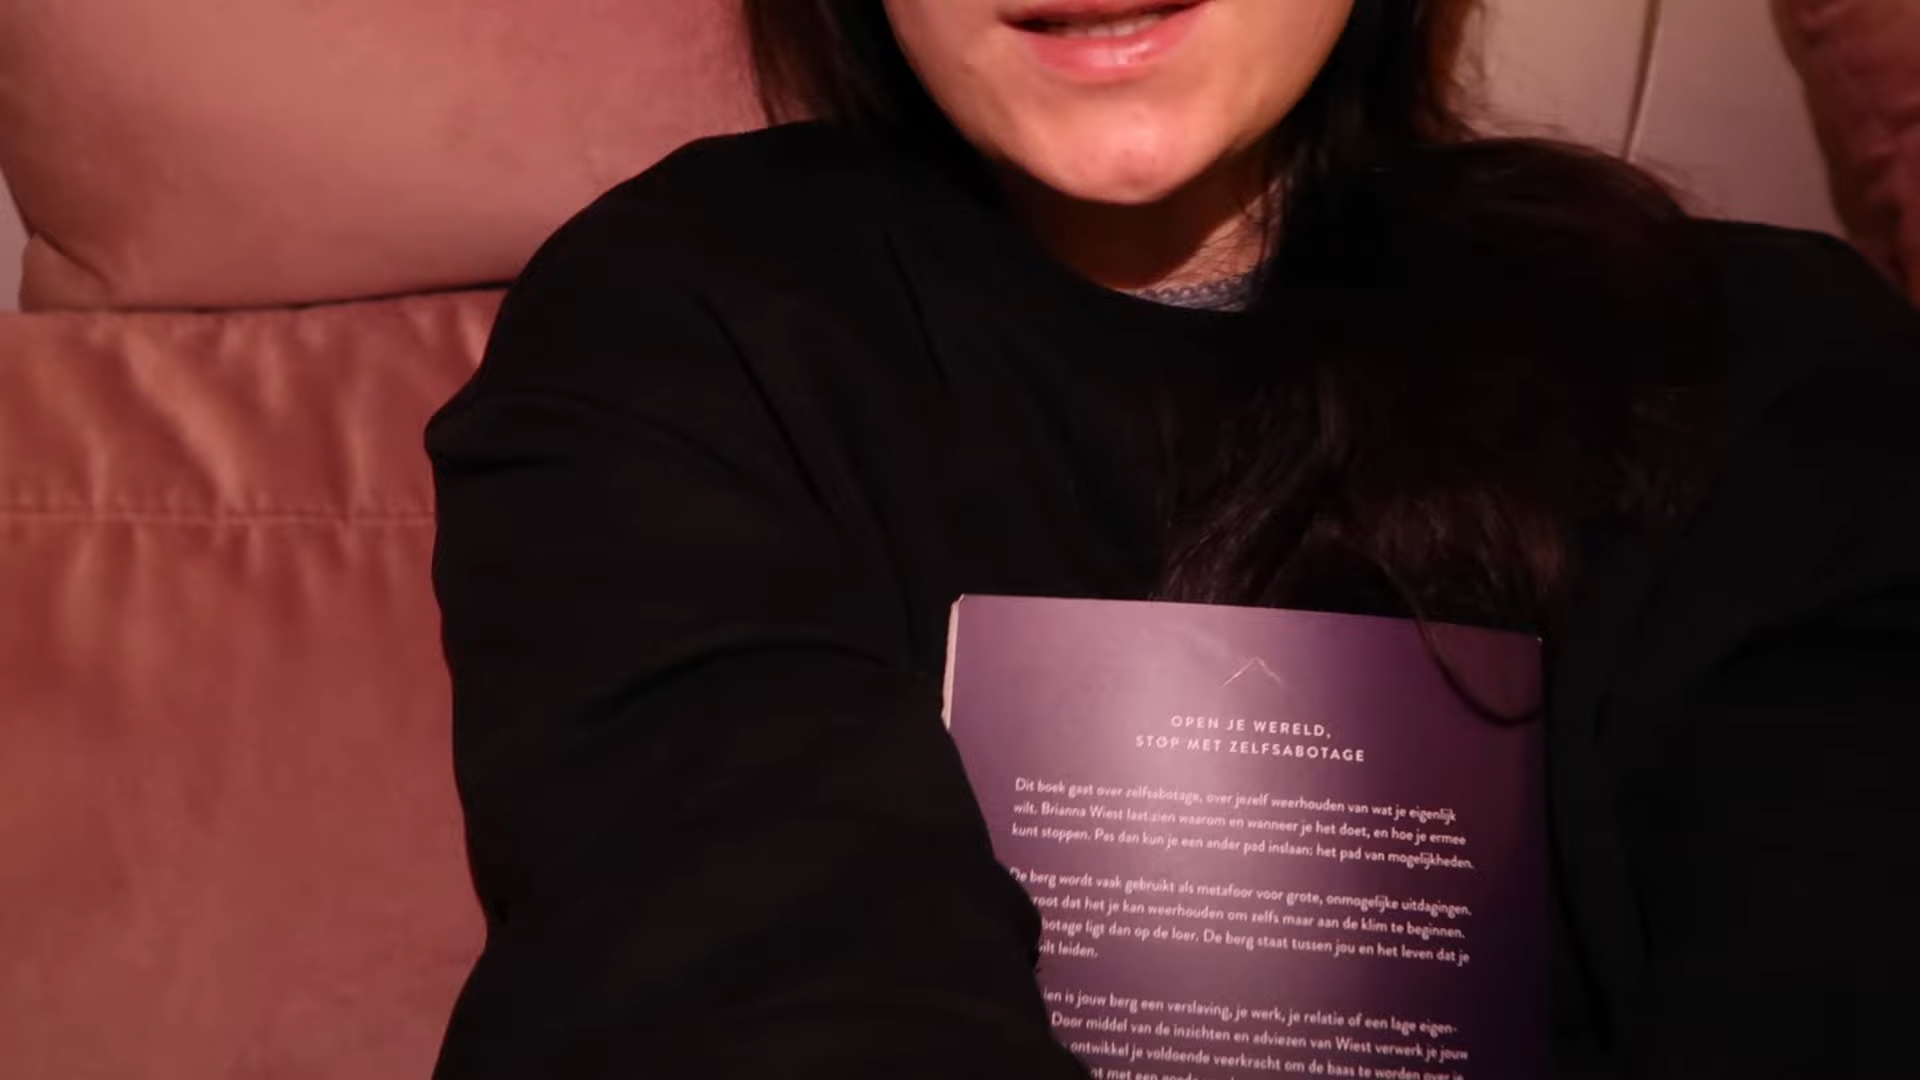 OPEN JE WERELD,
STOP MET ZELFSABOTAGE
Dit boek gaat over zelfsabotage, over jezelf weerhouden van wat je eigenlijk
wilt. Brianna Wiest laat zien waarom en wanneer je het doet, en hoe je ermee
kunt stoppen. Pas dan kun je een ander pad inslaan: het pad van mogelijkheden.
De berg wordt vaak gebruikt als metafoor voor grote, onmogelijke uitdagingen,
root dat het je kan weerhouden om zelfs maar aan de klim te beginnen.
botage ligt dan op de loer. De berg staat tussen jou en het leven dat je
ilt leiden.
ien is jouw berg een verslaving, je werk, je relatie of een lage eigen-
Door middel van de inzichten en adviezen van Wiest verwerk je jouw
ontwikkel je voldoende veerkracht om de baas te worden over je
met een